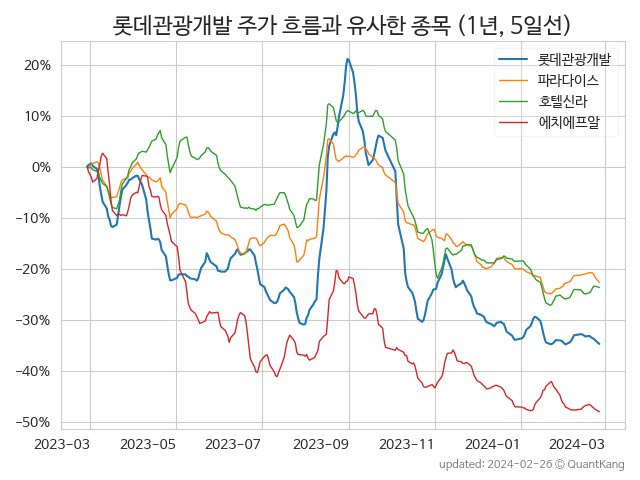 롯데관광개발 주가 흐름과 유사한 종목 (1년, 5일선)
롯데관광개발
파라다이스
호텔신라
에치에프알
20%
10%
0%
−10%
−20%
−30%
−40%
−50%
2023-03 2023-05 2023-07 2023-09 2023-11 2024-01 2024-03
updated: 2024-02-26 © QuantKang